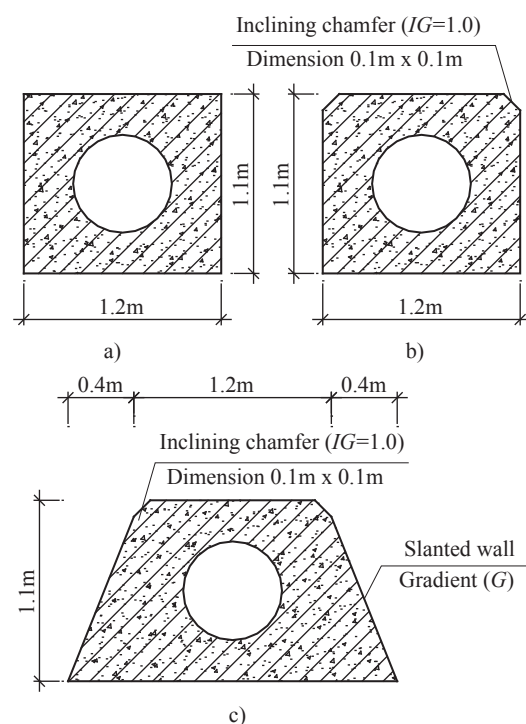 Inclining chamfer (IG=1.0)
Dimension 0.1m x 0.1m
1.1m
1.1m
1.2m
1.2m
a)
b)
0.4m
1.2m
0.4m
Inclining chamfer (IG=1.0)
Dimension 0.1m x 0.1m
1.1m
Slanted wall
Gradient (G)
c)